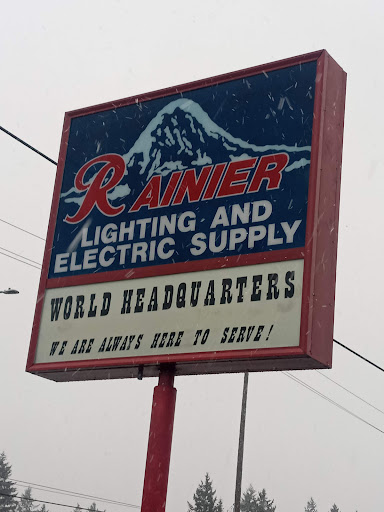 RAINIER
LIGHTING AND
ELECTRIC SUPPLY
WORLD HEADQUARTERS
WE ARE ALWAYS HERE TO SERVE!